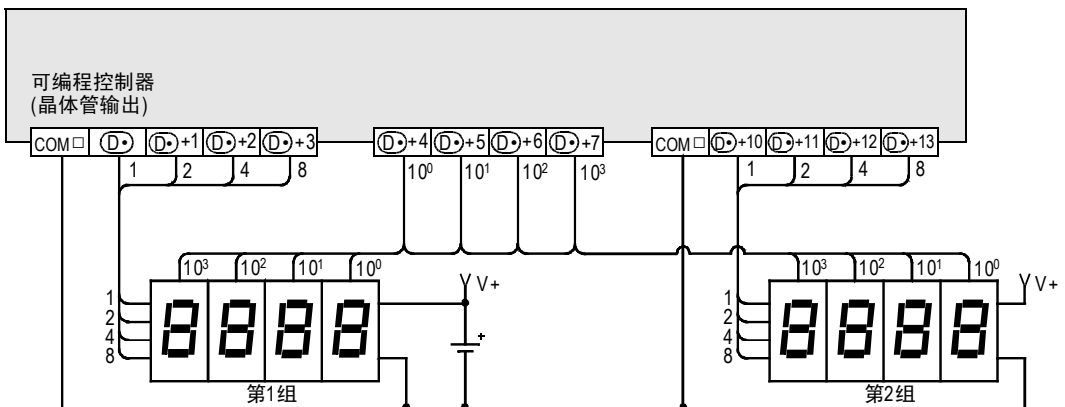 可编程控制器
(晶体管输出)
COM□ D• D•+1 D•+2 D•+3 D•+4 D•+5 D•+6 D•+7 COM□ D•+10 D•+11 D•+12 D•+13
1 2 4 8 10⁰ 10¹ 10² 10³ 1 2 4 8
10³ 10² 10¹ 10⁰ V+ 10³ 10² 10¹ 10⁰ V+
1 8888 + 1 8888
2 2
4 4
8 8
第1组 第2组